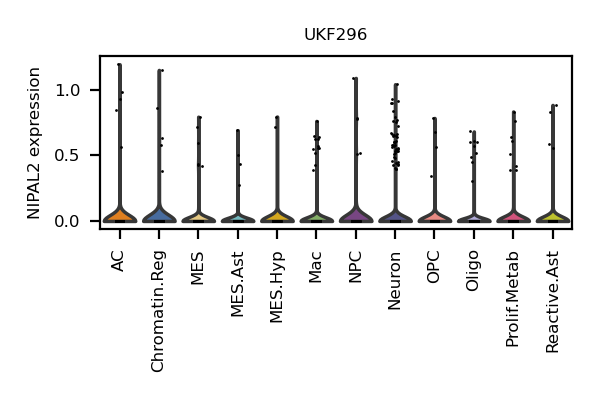 UKF296
NIPAL2 expression
1.0
0.5
0.0
AC
Chromatin.Reg
MES
MES.Ast
MES.Hyp
Mac
NPC
Neuron
OPC
Oligo
Prolif.Metab
Reactive.Ast